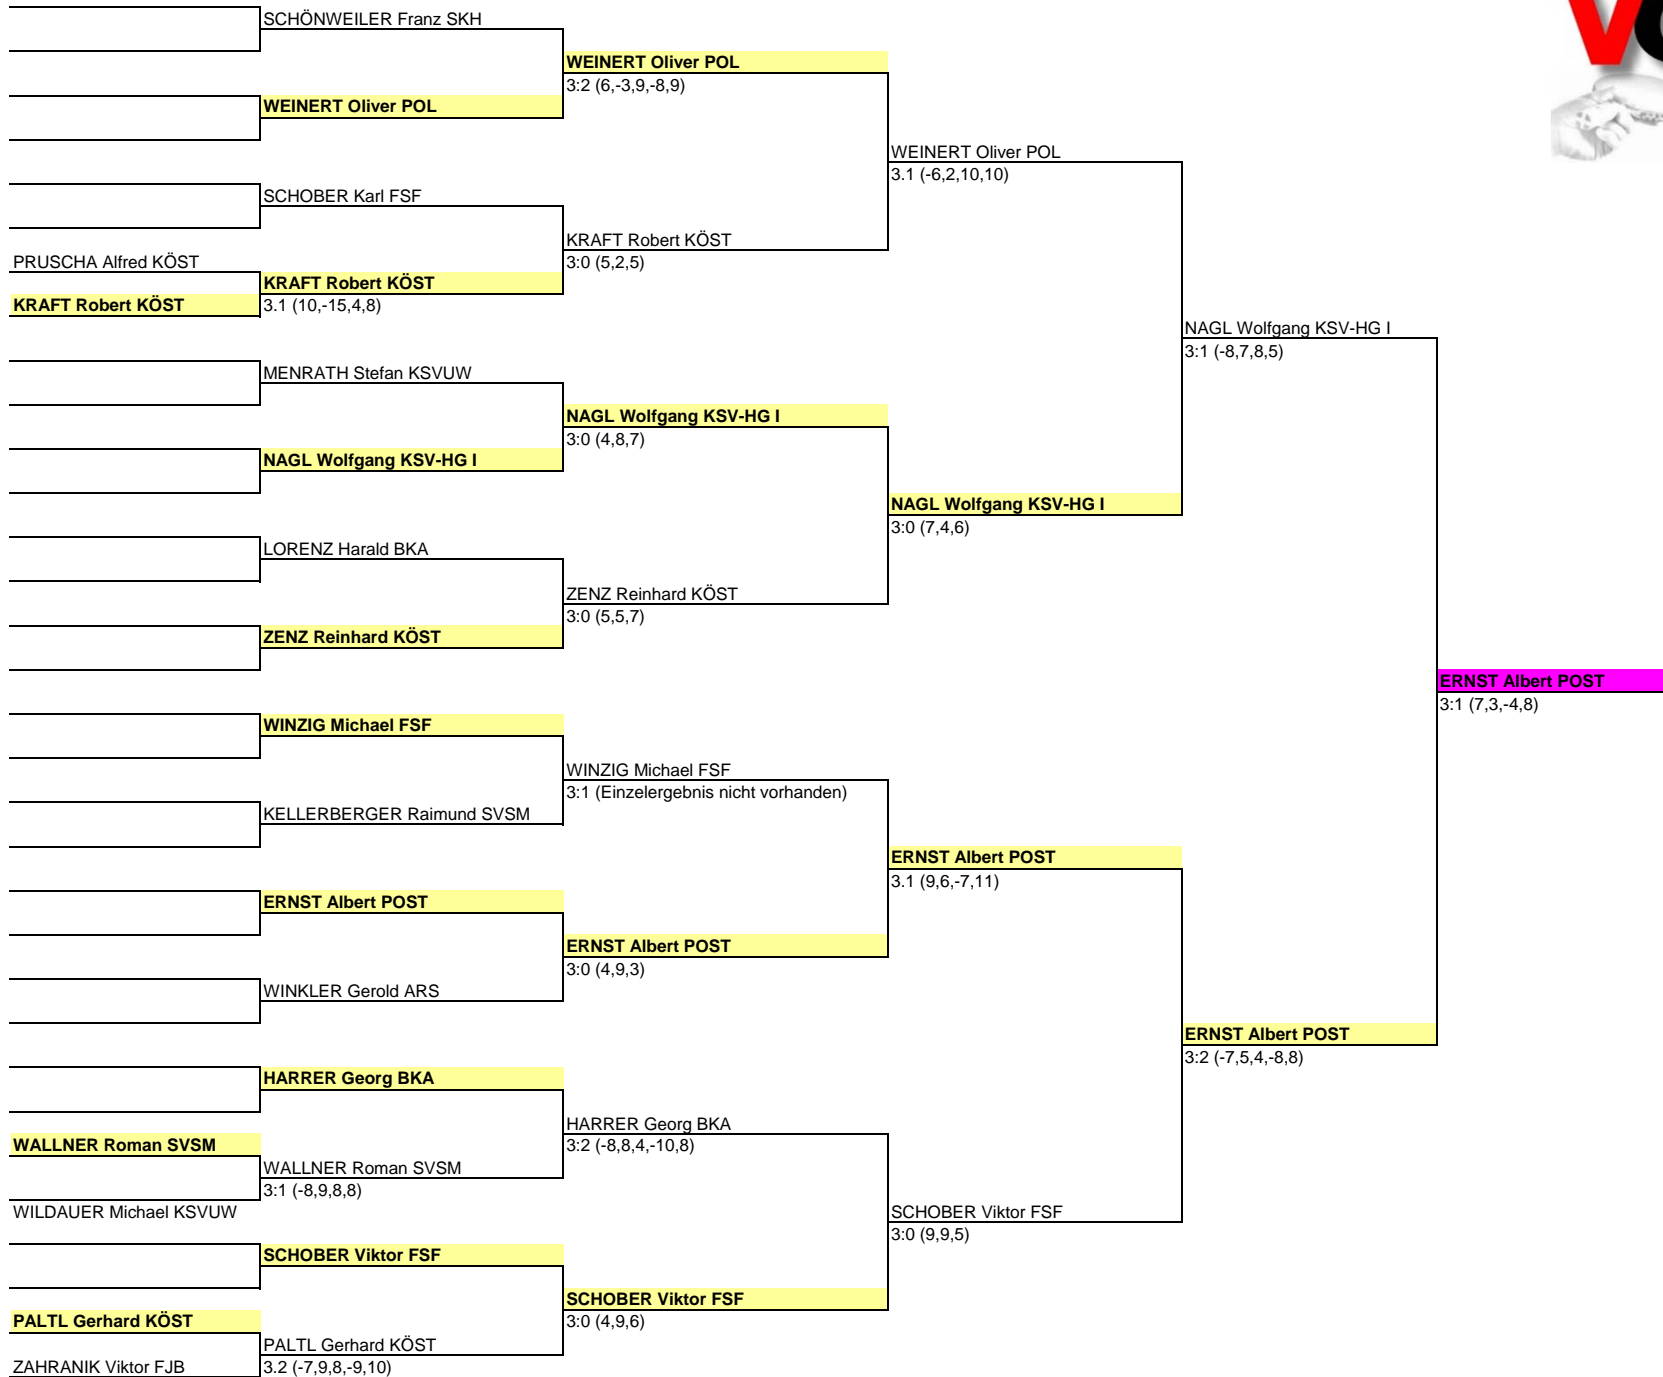 SCHÖNWEILER Franz SKH
WEINERT Oliver POL
3:2 (6,-3,9,-8,9)
WEINERT Oliver POL
WEINERT Oliver POL
3.1 (-6,2,10,10)
SCHOBER Karl FSF
KRAFT Robert KÖST
3:0 (5,2,5)
PRUSCHA Alfred KÖST
KRAFT Robert KÖST
KRAFT Robert KÖST
3.1 (10,-15,4,8)
NAGL Wolfgang KSV-HG I
3:1 (-8,7,8,5)
MENRATH Stefan KSVUW
NAGL Wolfgang KSV-HG I
3:0 (4,8,7)
NAGL Wolfgang KSV-HG I
NAGL Wolfgang KSV-HG I
3:0 (7,4,6)
LORENZ Harald BKA
ZENZ Reinhard KÖST
3:0 (5,5,7)
ZENZ Reinhard KÖST
ERNST Albert POST
3:1 (7,3,-4,8)
WINZIG Michael FSF
WINZIG Michael FSF
3:1 (Einzelergebnis nicht vorhanden)
KELLERBERGER Raimund SVSM
ERNST Albert POST
3.1 (9,6,-7,11)
ERNST Albert POST
ERNST Albert POST
3:0 (4,9,3)
WINKLER Gerold ARS
ERNST Albert POST
3:2 (-7,5,4,-8,8)
HARRER Georg BKA
HARRER Georg BKA
3:2 (-8,8,4,-10,8)
WALLNER Roman SVSM
WALLNER Roman SVSM
3:1 (-8,9,8,8)
WILDAUER Michael KSVUW
SCHOBER Viktor FSF
3:0 (9,9,5)
SCHOBER Viktor FSF
SCHOBER Viktor FSF
3:0 (4,9,6)
PALTL Gerhard KÖST
PALTL Gerhard KÖST
ZAHRANIK Viktor FJB
3.2 (-7,9,8,-9,10)